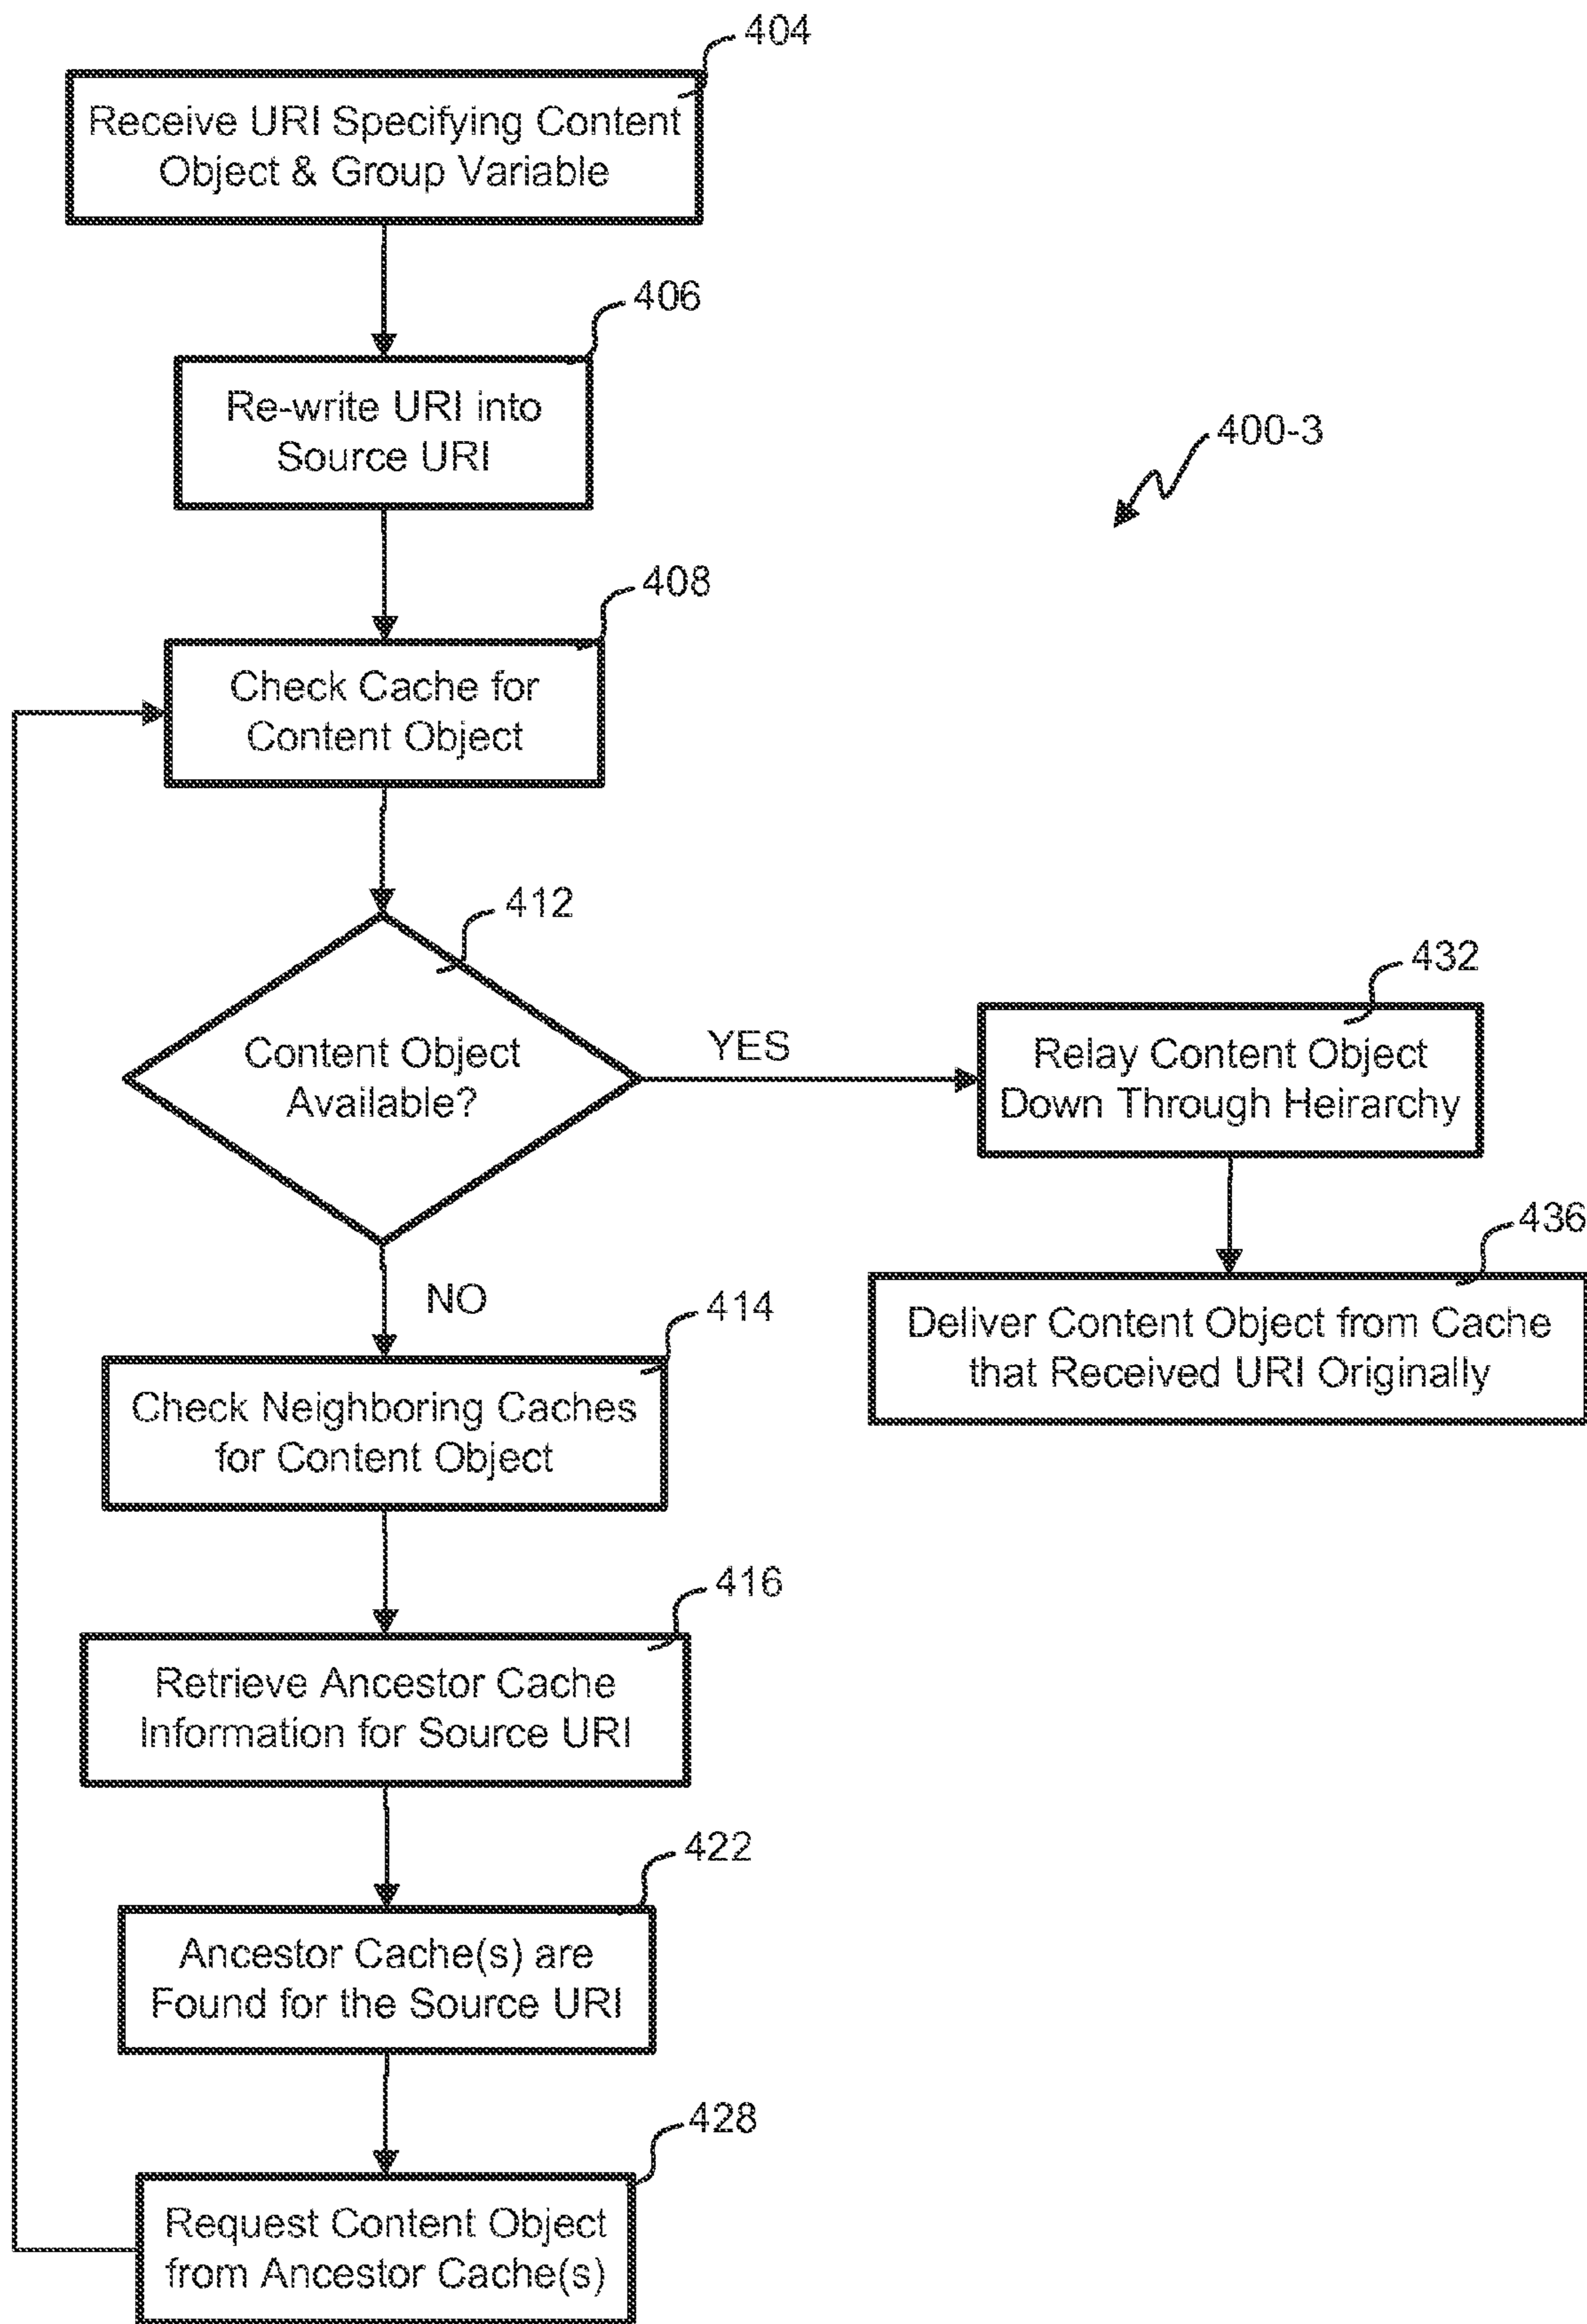 404
Receive URI Specifying Content
Object & Group Variable
406
Re-write URI into
Source URI
400-3
408
Check Cache for
Content Object
412
Content Object
Available?
YES
432
Relay Content Object
Down Through Heirarchy
436
Deliver Content Object from Cache
that Received URI Originally
NO
414
Check Neighboring Caches
for Content Object
416
Retrieve Ancestor Cache
Information for Source URI
422
Ancestor Cache(s) are
Found for the Source URI
428
Request Content Object
from Ancestor Cache(s)